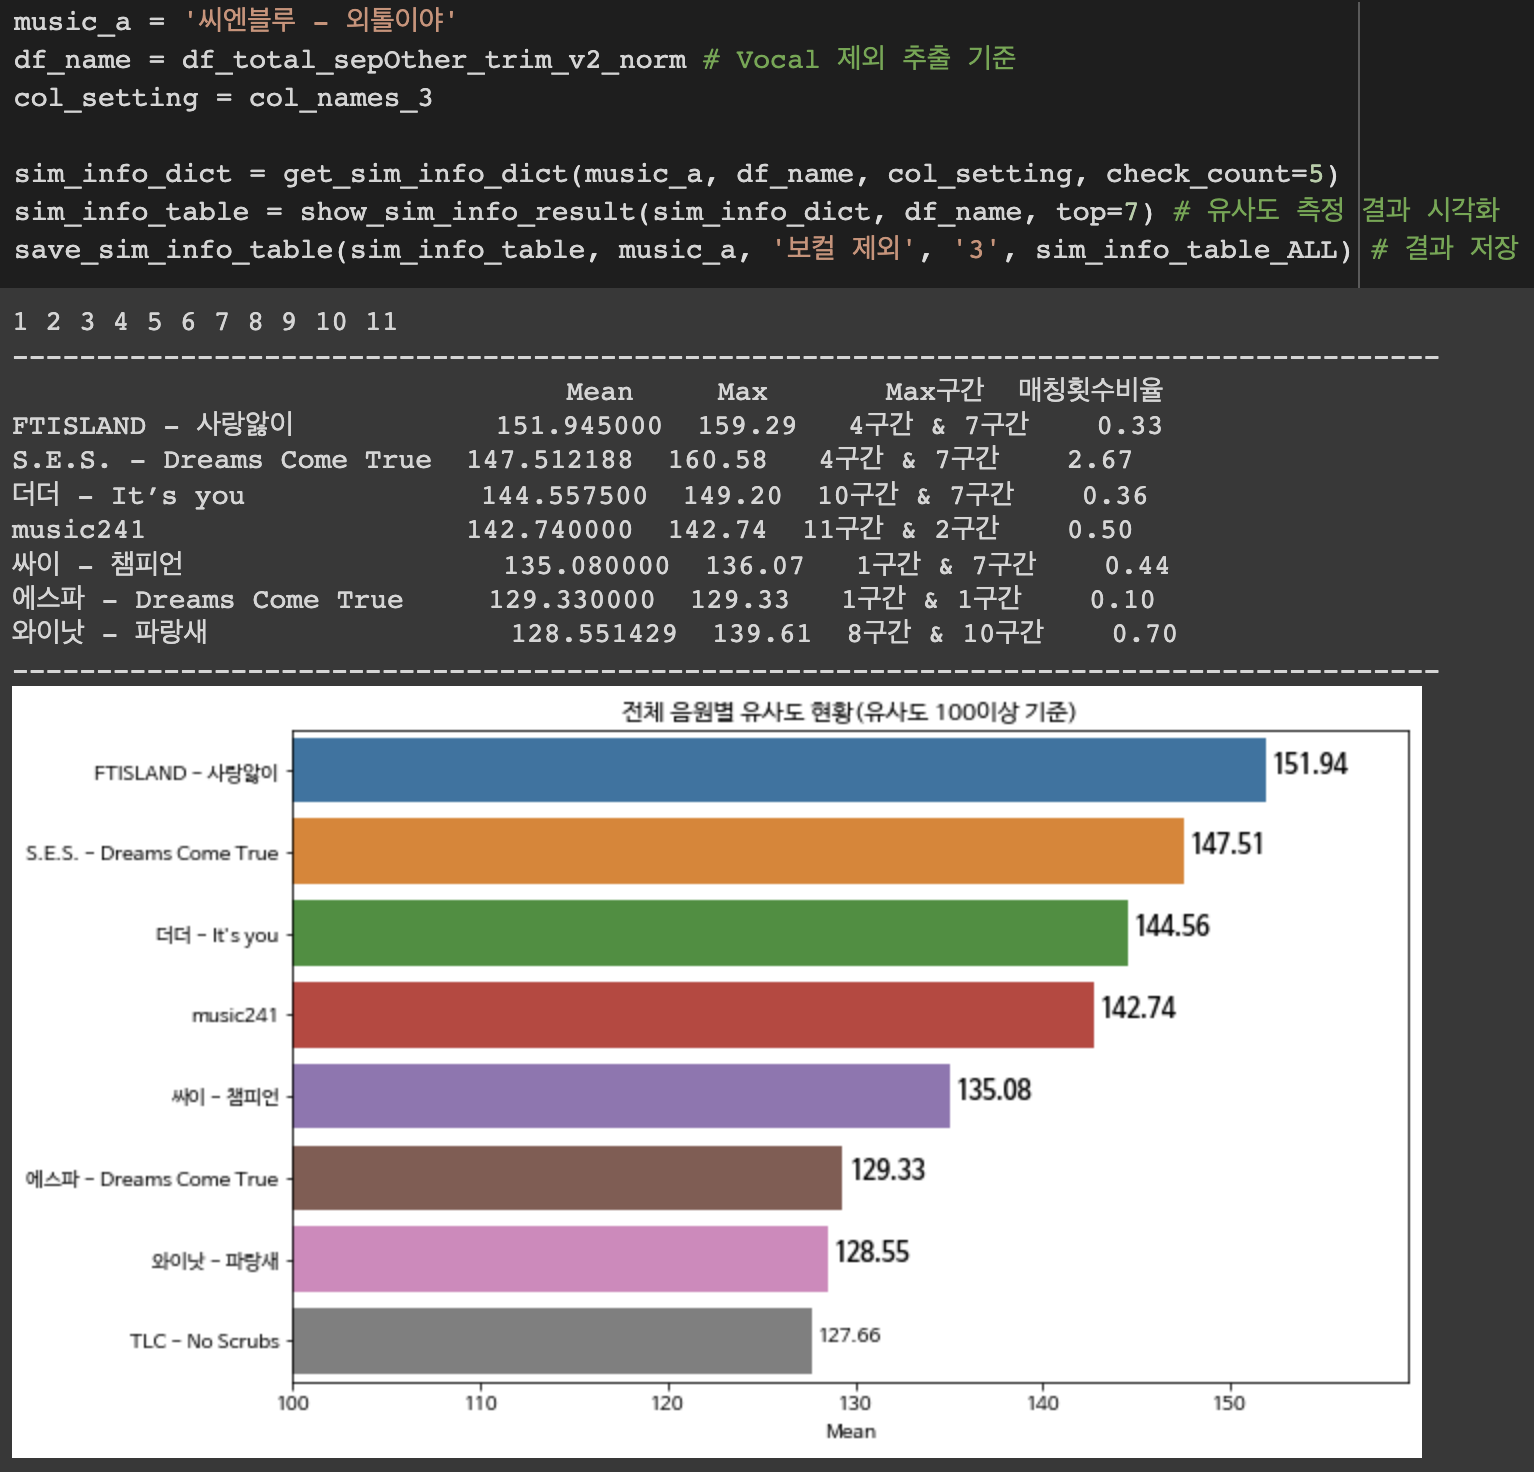 music_a = '씨엔블루 - 외톨이야'
df_name = df_total_sepOther_trim_v2_norm # Vocal 제외 추출 기준
col_setting = col_names_3
sim_info_dict = get_sim_info_dict(music_a, df_name, col_setting, check_count=5)
sim_info_table = show_sim_info_result(sim_info_dict, df_name, top=7) # 유사도 측정 결과 시각화
save_sim_info_table(sim_info_table, music_a, '보컬 제외', '3', sim_info_table_ALL) # 결과 저장
1 2 3 4 5 6 7 8 9 10 11
-------------------------------------------------------------------------------------
Mean Max Max구간 매칭횟수비율
FTISLAND - 사랑앓이 151.945000 159.29 4구간 & 7구간 0.33
S.E.S. - Dreams Come True 147.512188 160.58 4구간 & 7구간 2.67
더더 - It’s you 144.557500 149.20 10구간 & 7구간 0.36
music241 142.740000 142.74 11구간 & 2구간 0.50
싸이 - 챔피언 135.080000 136.07 1구간 & 7구간 0.44
에스파 - Dreams Come True 129.330000 129.33 1구간 & 1구간 0.10
와이낫 - 파랑새 128.551429 139.61 8구간 & 10구간 0.70
-------------------------------------------------------------------------------------
전체 음원별 유사도 현황(유사도 100이상 기준)
FTISLAND - 사랑앓이 151.94
S.E.S. - Dreams Come True 147.51
더더 - It's you 144.56
music241 142.74
싸이 - 챔피언 135.08
에스파 - Dreams Come True 129.33
와이낫 - 파랑새 128.55
TLC - No Scrubs 127.66
100 110 120 130 140 150
Mean